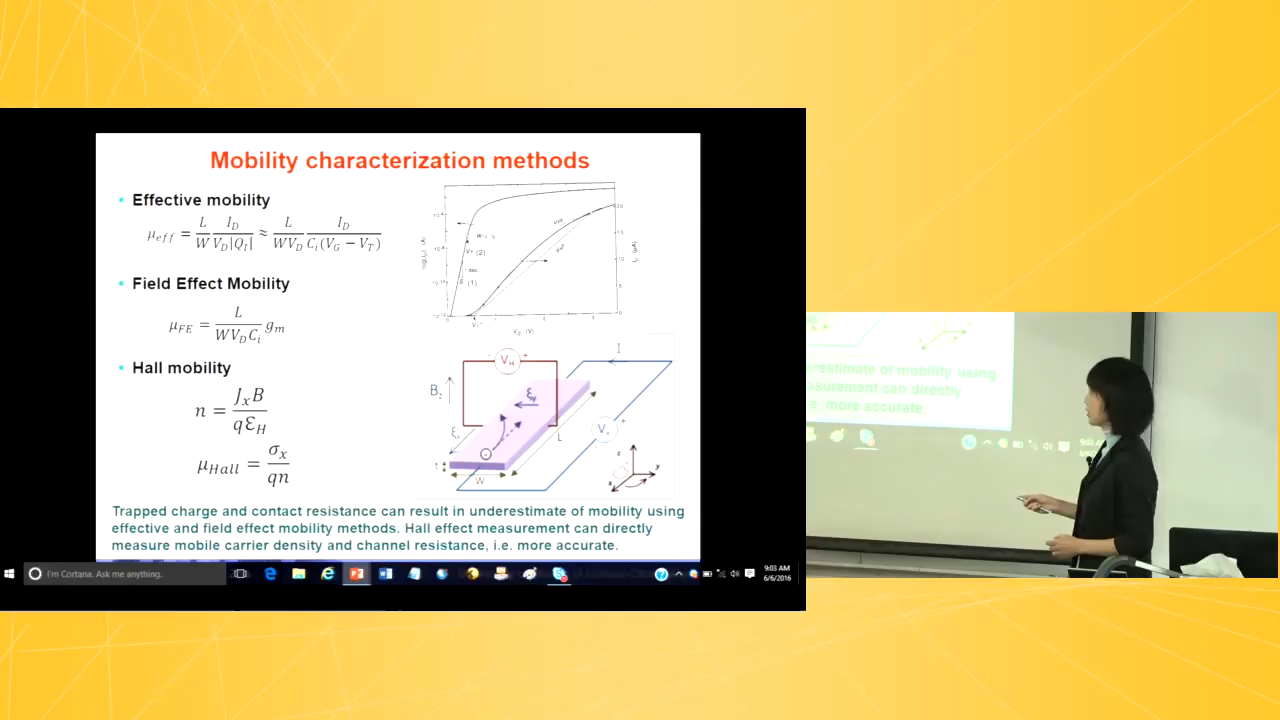 Mobility characterization methods
• Effective mobility
μ_eff = L/W I_D/(V_D|Q_I|) ≈ L/(WV_D) I_D/(C_i(V_G − V_T))
• Field Effect Mobility
μ_FE = L/(WV_DC_i) g_m
• Hall mobility
n = J_xB/(qƐ_H)
μ_Hall = σ_x/(qn)
V_H
I
B_z
ξ_y
V_x
L
W
t
z
y
x
Trapped charge and contact resistance can result in underestimate of mobility using
effective and field effect mobility methods. Hall effect measurement can directly
measure mobile carrier density and channel resistance, i.e. more accurate.
I'm Cortana. Ask me anything.
9:03 AM
6/6/2016
restimate of mobility using
asurement can directly
e. more accurate